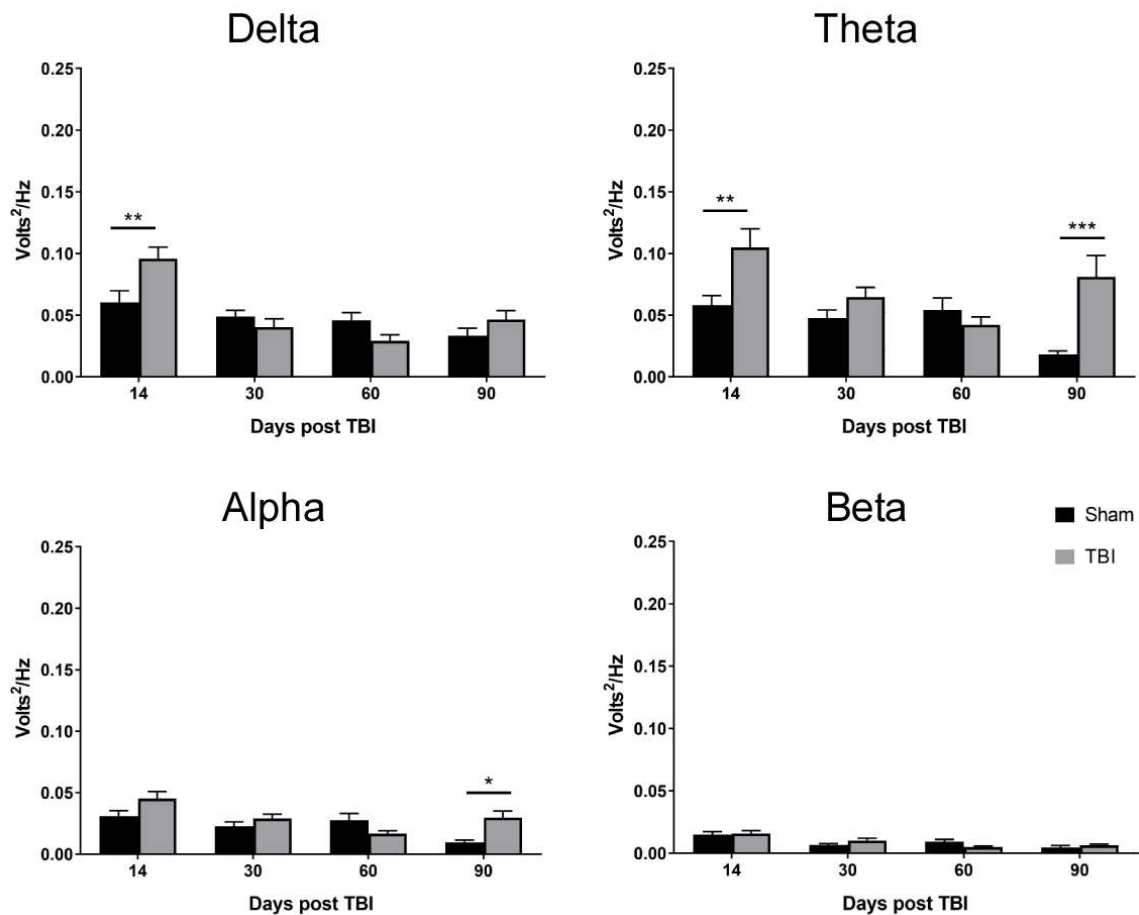 Delta
Volts²/Hz
0.25
0.20
0.15
0.10
0.05
0.00
**
14 30 60 90
Days post TBI
Theta
Volts²/Hz
0.25
0.20
0.15
0.10
0.05
0.00
**
***
14 30 60 90
Days post TBI
Alpha
Volts²/Hz
0.25
0.20
0.15
0.10
0.05
0.00
*
14 30 60 90
Days post TBI
Beta
Volts²/Hz
0.25
0.20
0.15
0.10
0.05
0.00
14 30 60 90
Days post TBI
Sham
TBI